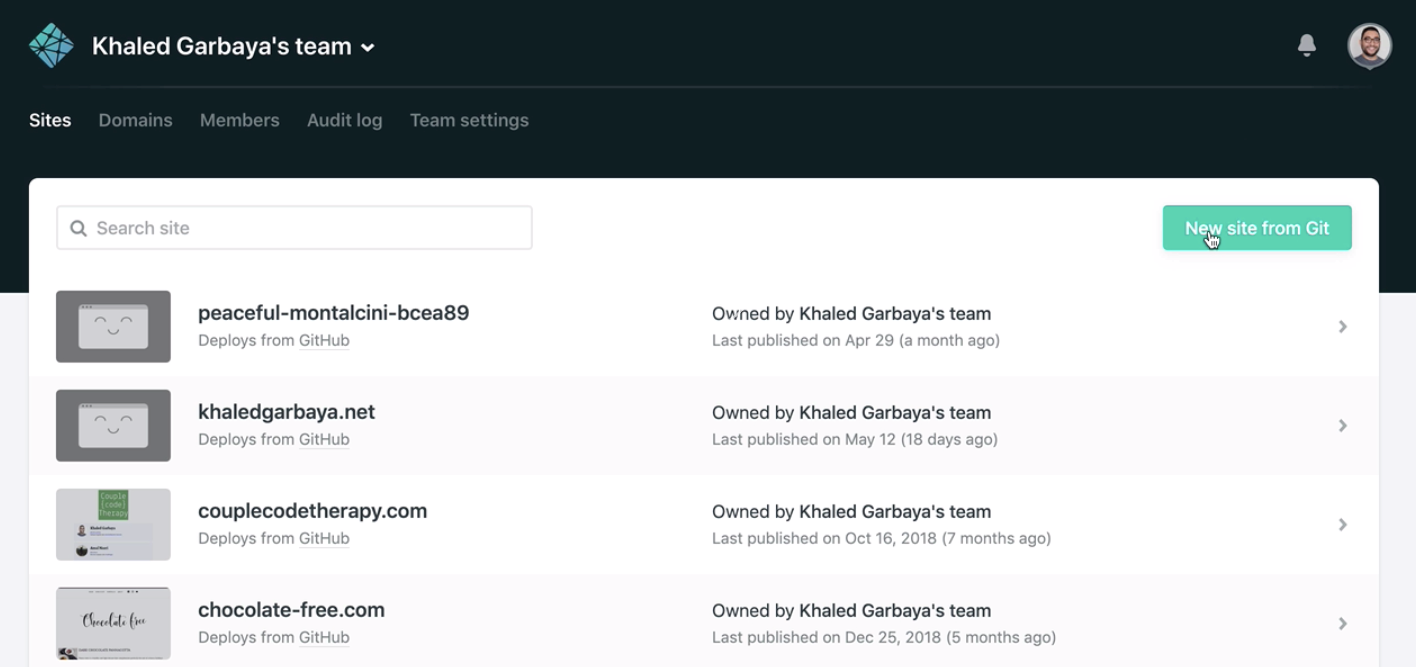 Khaled Garbaya's team
Sites Domains Members Audit log Team settings
Search site
New site from Git
peaceful-montalcini-bcea89
Deploys from GitHub
Owned by Khaled Garbaya's team
Last published on Apr 29 (a month ago)
khaledgarbaya.net
Deploys from GitHub
Owned by Khaled Garbaya's team
Last published on May 12 (18 days ago)
Couple
{code}
Therapy
couplecodetherapy.com
Deploys from GitHub
Owned by Khaled Garbaya's team
Last published on Oct 16, 2018 (7 months ago)
Chocolate free
chocolate-free.com
Deploys from GitHub
Owned by Khaled Garbaya's team
Last published on Dec 25, 2018 (5 months ago)